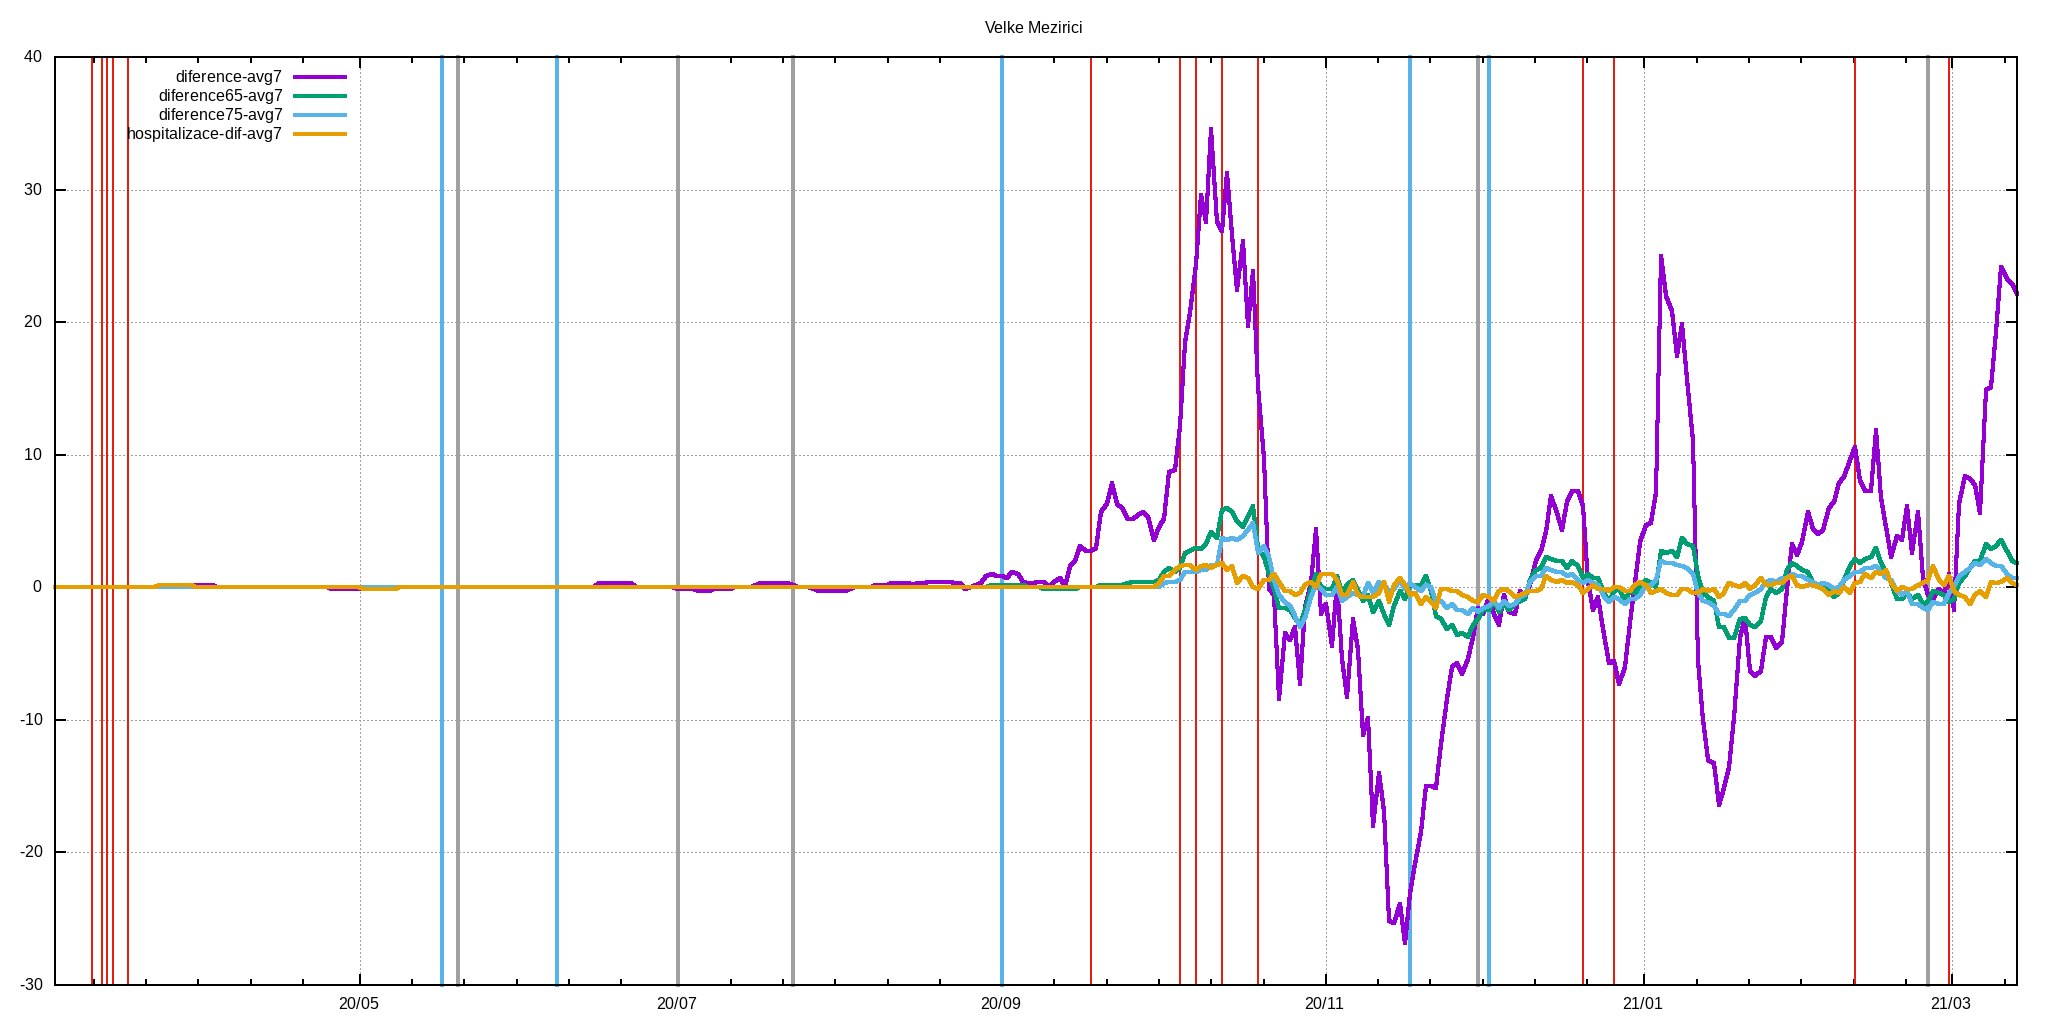 Velke Mezirici
40
30
20
10
0
-10
-20
-30
diference-avg7
diference65-avg7
diference75-avg7
hospitalizace-dif-avg7
20/05
20/07
20/09
20/11
21/01
21/03